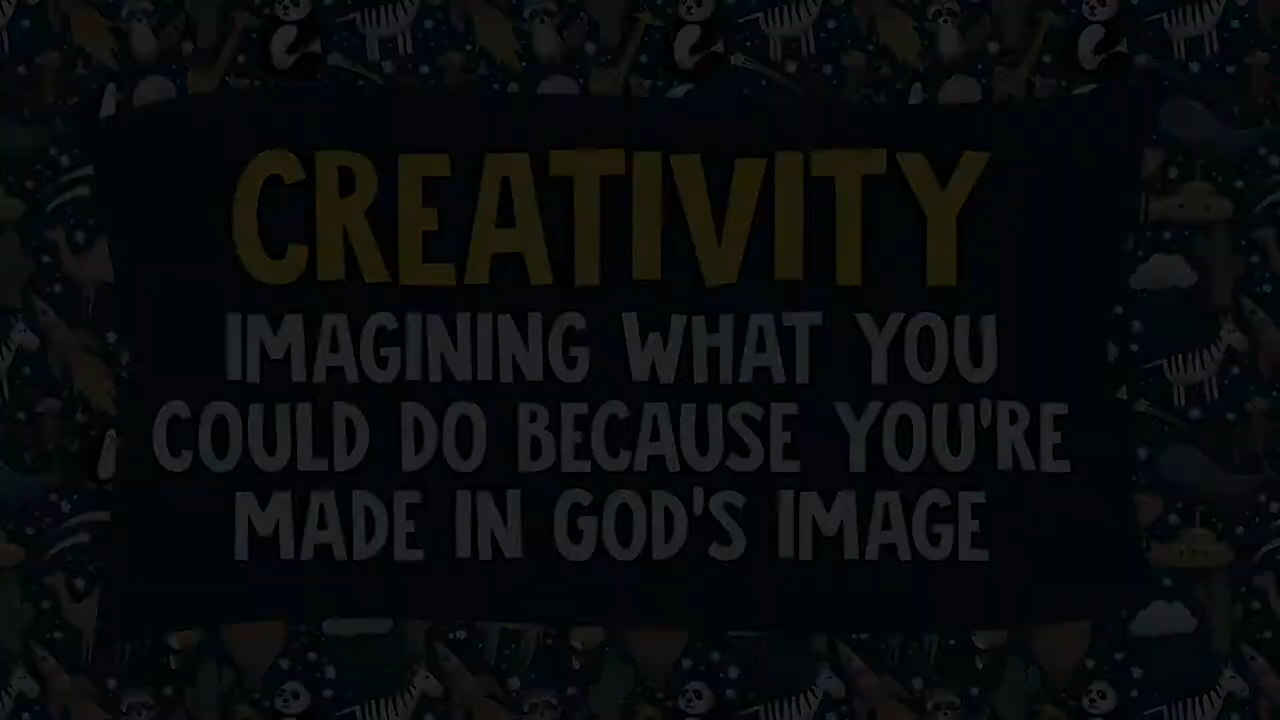 CREATIVITY
IMAGINING WHAT YOU
COULD DO BECAUSE YOU'RE
MADE IN GOD'S IMAGE